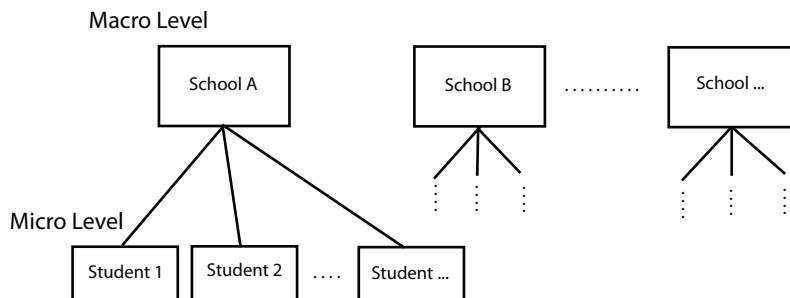 Macro Level
School A
School B
..........
School ...
Micro Level
Student 1
Student 2
....
Student ...